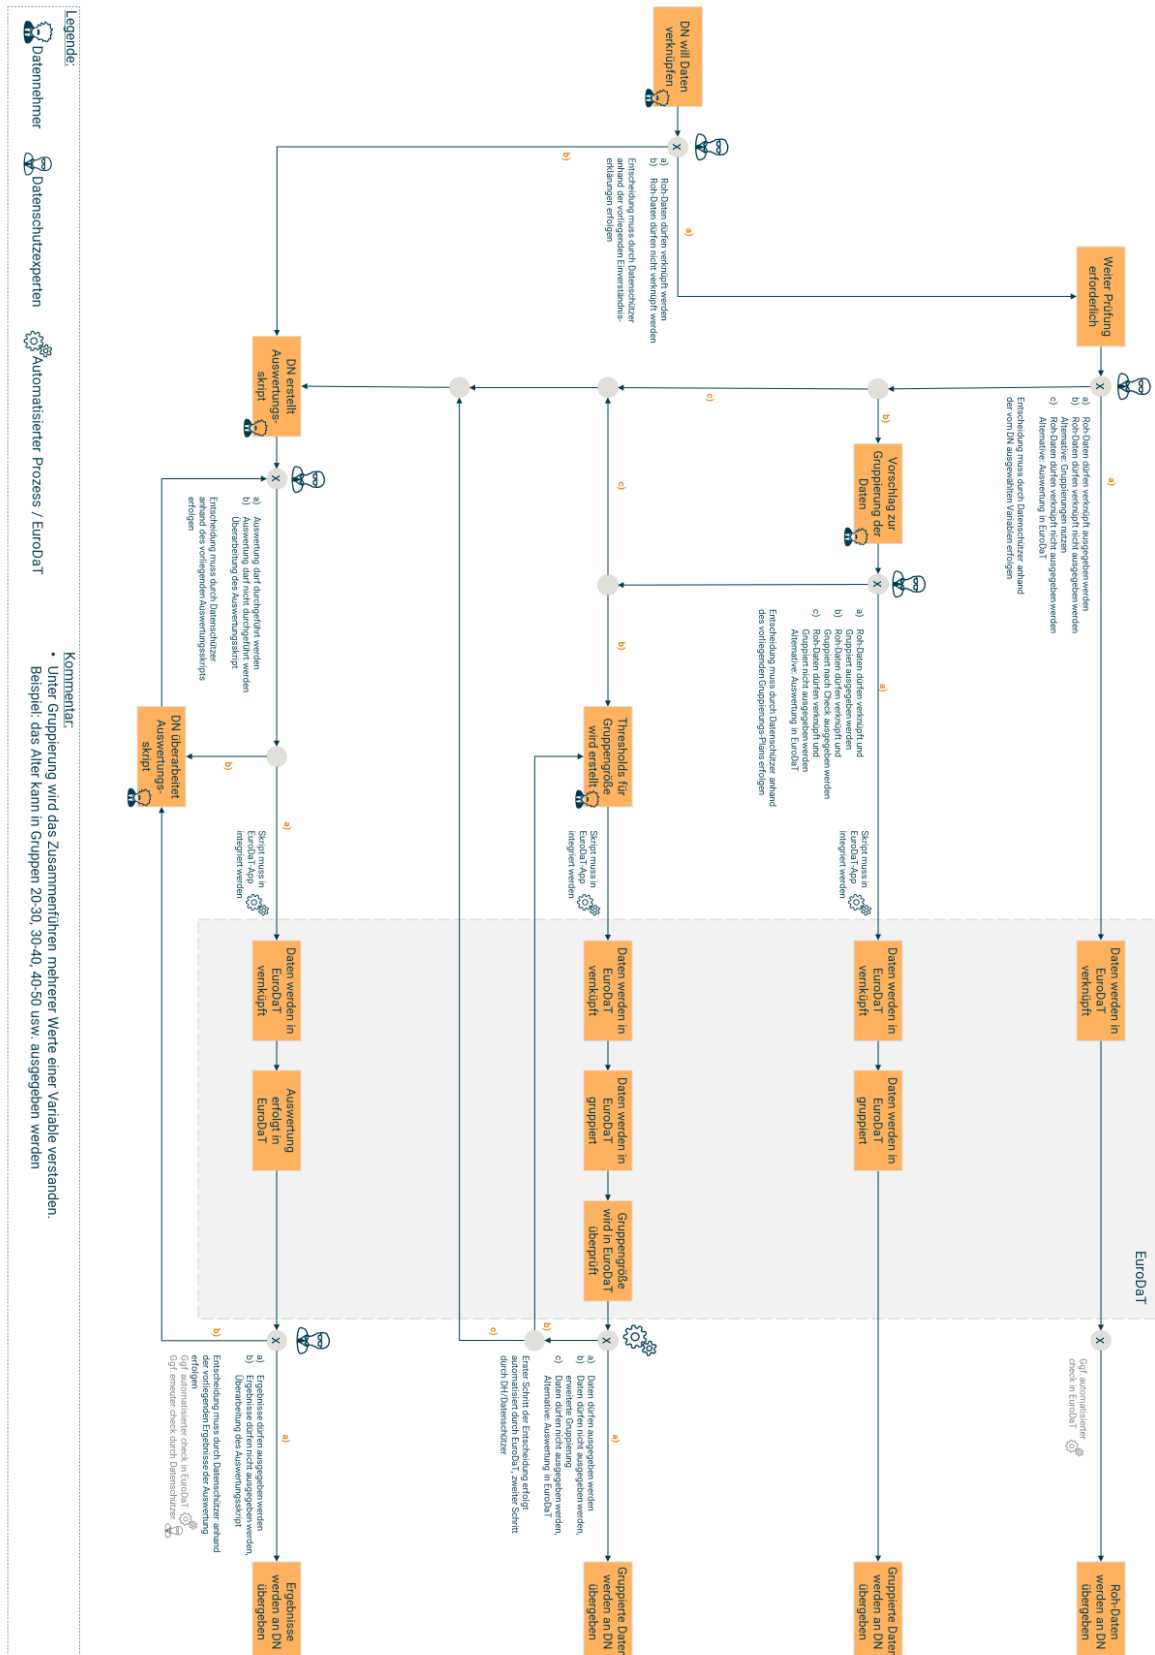 DN will Daten
verknüpfen
a) Roh-Daten dürfen verknüpft werden
b) Roh-Daten dürfen nicht verknüpft werden
Entscheidung muss durch Datenschützer
anhand der vorliegenden Einverständnis-
erklärungen erfolgen
a)
b)
Weiter Prüfung
erforderlich
X
X
a) Roh-Daten dürfen verknüpft ausgegeben werden
b) Roh-Daten dürfen verknüpft nicht ausgegeben werden
Alternative: Gruppierungen nutzen
c) Roh-Daten dürfen verknüpft nicht ausgegeben werden
Alternative: Auswertung in EuroDaT
Entscheidung muss durch Datenschützer anhand
der vom DN ausgewählten Variablen erfolgen
a)
Daten werden in
EuroDaT
verknüpft
X
Ggf. automatisierter
check in EuroDaT
Roh-Daten
werden an DN
übergeben
EuroDaT
b)
c)
Vorschlag zur
Gruppierung der
Daten
X
a) Roh-Daten dürfen verknüpft und
Gruppiert ausgegeben werden
b) Roh-Daten dürfen verknüpft und
Gruppiert nach Check ausgegeben werden
c) Roh-Daten dürfen verknüpft und
Gruppiert nicht ausgegeben werden
Alternative: Auswertung in EuroDaT
Entscheidung muss durch Datenschützer anhand
des vorliegenden Gruppierungs-Plans erfolgen
a)
Skript muss in
EuroDaT-App
integriert werden
Daten werden in
EuroDaT
vernküpft
Daten werden in
EuroDaT
gruppiert
Gruppierte Daten
werden an DN
übergeben
c)
b)
Thresholds für
Gruppengröße
wird erstellt
Skript muss in
EuroDaT-App
integriert werden
Daten werden in
EuroDaT
vernküpft
Daten werden in
EuroDaT
gruppiert
Gruppengröße
wird in EuroDaT
überprüft
X
a)
b)
c)
a) Daten dürfen ausgegeben werden
b) Daten dürfen nicht ausgegeben werden,
erweiterte Gruppierung
c) Daten dürfen nicht ausgegeben werden,
Alternative: Auswertung in EuroDaT
Erster Schritt der Entscheidung erfolgt
automatisiert durch EuroDaT, zweiter Schritt
durch DH/Datenschützer
Gruppierte Daten
werden an DN
übergeben
DN erstellt
Auswertungs-
skript
X
a) Auswertung darf durchgeführt werden
b) Auswertung darf nicht durchgeführt werden
Überarbeitung des Auswertungsskript
Entscheidung muss durch Datenschützer
anhand des vorliegenden Auswertungsskripts
erfolgen
a)
b)
DN überarbeitet
Auswertungs-
skript
Skript muss in
EuroDaT-App
integriert werden
Daten werden in
EuroDaT
vernküpft
Auswertung
erfolgt in
EuroDaT
X
a)
b)
a) Ergebnisse dürfen ausgegeben werden
b) Ergebnisse dürfen nicht ausgegeben werden,
Überarbeitung des Auswertungsskript
Entscheidung muss durch Datenschützer anhand
der vorliegenden Ergebnisse der Auswertung
erfolgen
Ggf. automatisierter check in EuroDaT
Ggf. erneuter check durch Datenschützer
Ergebnisse
werden an DN
übergeben
Legende:
Datennehmer
Datenschutzexperten
Automatisierter Prozess / EuroDaT
Kommentar:
• Unter Gruppierung wird das Zusammenführen mehrerer Werte einer Variable verstanden.
Beispiel: das Alter kann in Gruppen 20-30, 30-40, 40-50 usw. ausgegeben werden